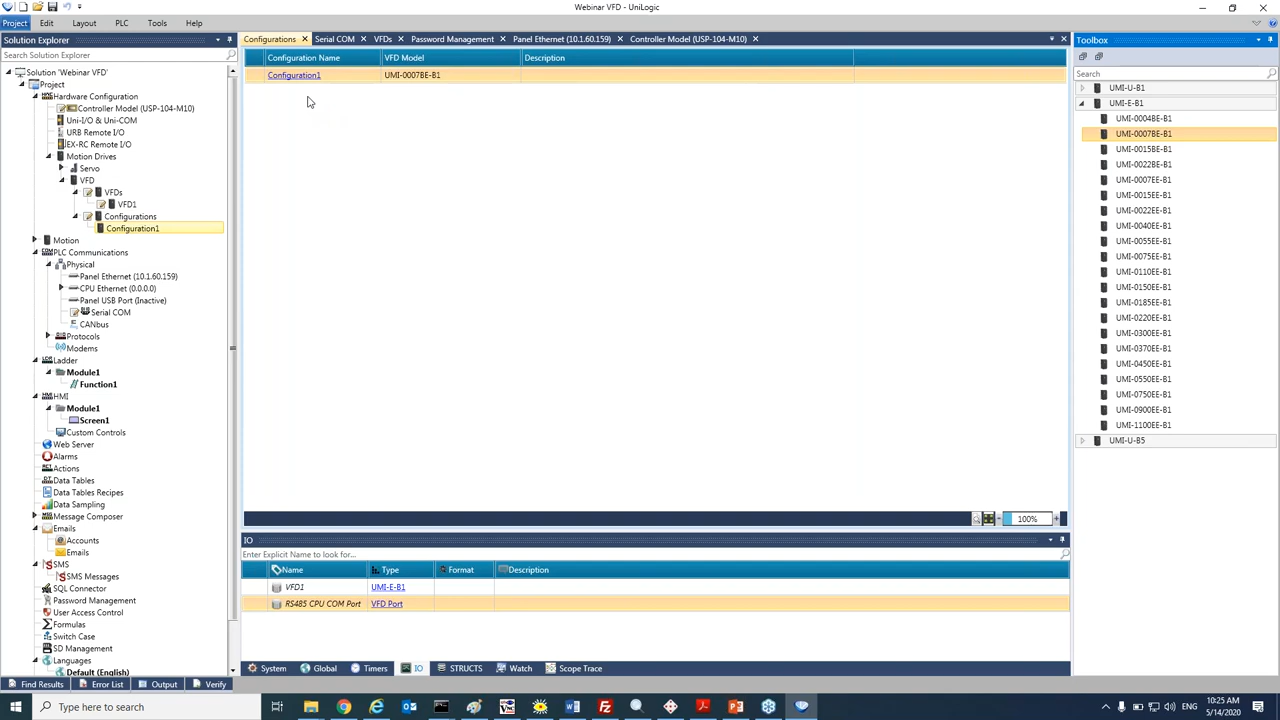 Webinar VFD - UniLogic
Project Edit Layout PLC Tools Help
Solution Explorer
Search Solution Explorer
Solution "Webinar VFD"
Project
Hardware Configuration
Controller Model (USP-104-M10)
Uni-I/O & Uni-COM
URB Remote I/O
EX-RC Remote I/O
Motion Drives
Servo
VFD
VFDs
VFD1
Configurations
Configuration1
Motion
PLC Communications
Physical
Panel Ethernet (10.1.60.159)
CPU Ethernet (0.0.0.0)
Panel USB Port (Inactive)
Serial COM
CANbus
Protocols
Modems
Ladder
Module1
Function1
HMI
Module1
Screen1
Custom Controls
Web Server
Alarms
Actions
Data Tables
Data Tables Recipes
Data Sampling
Message Composer
Emails
Accounts
Emails
SMS
SMS Messages
SQL Connector
Password Management
User Access Control
Formulas
Switch Case
SD Management
Languages
Default (English)
Find Results Error List Output Verify
Configurations Serial COM VFDs Password Management Panel Ethernet (10.1.60.159) Controller Model (USP-104-M10)
Configuration Name VFD Model Description
Configuration1 UMI-0007BE-B1
100%
IO
Enter Explicit Name to look for...
Name Type Format Description
VFD1 UMI-E-B1
RS485 CPU COM Port VFD Port
System Global Timers IO STRUCTS Watch Scope Trace
Toolbox
Search
UMI-U-B1
UMI-E-B1
UMI-0004BE-B1
UMI-0007BE-B1
UMI-0015BE-B1
UMI-0022BE-B1
UMI-0007EE-B1
UMI-0015EE-B1
UMI-0022EE-B1
UMI-0040EE-B1
UMI-0055EE-B1
UMI-0075EE-B1
UMI-0110EE-B1
UMI-0150EE-B1
UMI-0185EE-B1
UMI-0220EE-B1
UMI-0300EE-B1
UMI-0370EE-B1
UMI-0450EE-B1
UMI-0550EE-B1
UMI-0750EE-B1
UMI-0900EE-B1
UMI-1100EE-B1
UMI-U-B5
Type here to search
ENG
10:25 AM
5/14/2020